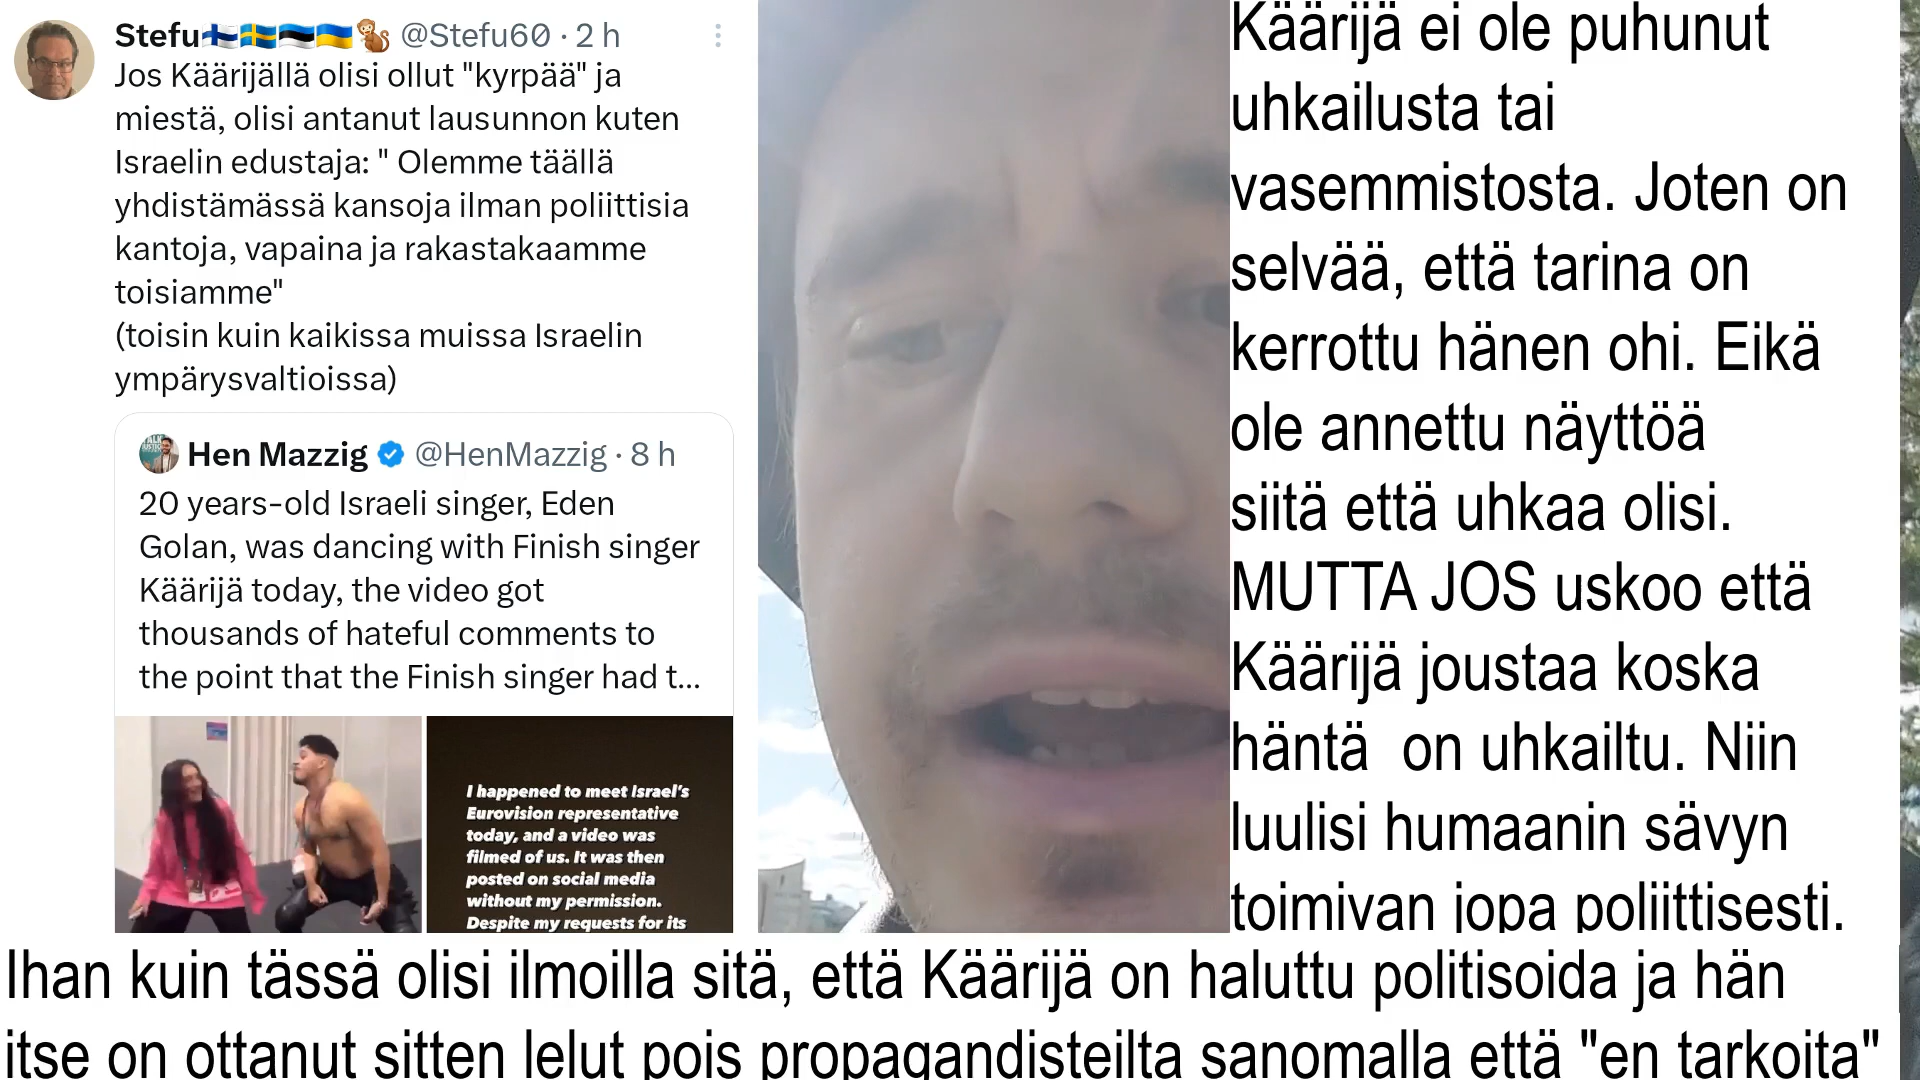 Stefu🇫🇮🇸🇪🇪🇪🇺🇦🐒 @Stefu60 · 2 h
Jos Käärijällä olisi ollut "kyrpää" ja
miestä, olisi antanut lausunnon kuten
Israelin edustaja: " Olemme täällä
yhdistämässä kansoja ilman poliittisia
kantoja, vapaina ja rakastakaamme
toisiamme"
(toisin kuin kaikissa muissa Israelin
ympärysvaltioissa)
Hen Mazzig @HenMazzig · 8 h
20 years-old Israeli singer, Eden
Golan, was dancing with Finish singer
Käärijä today, the video got
thousands of hateful comments to
the point that the Finish singer had t...
I happened to meet Israel's
Eurovision representative
today, and a video was
filmed of us. It was then
posted on social media
without my permission.
Despite my requests for its
Käärijä ei ole puhunut
uhkailusta tai
vasemmistosta. Joten on
selvää, että tarina on
kerrottu hänen ohi. Eikä
ole annettu näyttöä
siitä että uhkaa olisi.
MUTTA JOS uskoo että
Käärijä joustaa koska
häntä on uhkailtu. Niin
luulisi humaanin sävyn
toimivan jopa poliittisesti.
Ihan kuin tässä olisi ilmoilla sitä, että Käärijä on haluttu politisoida ja hän
itse on ottanut sitten lelut pois propagandisteilta sanomalla että "en tarkoita"